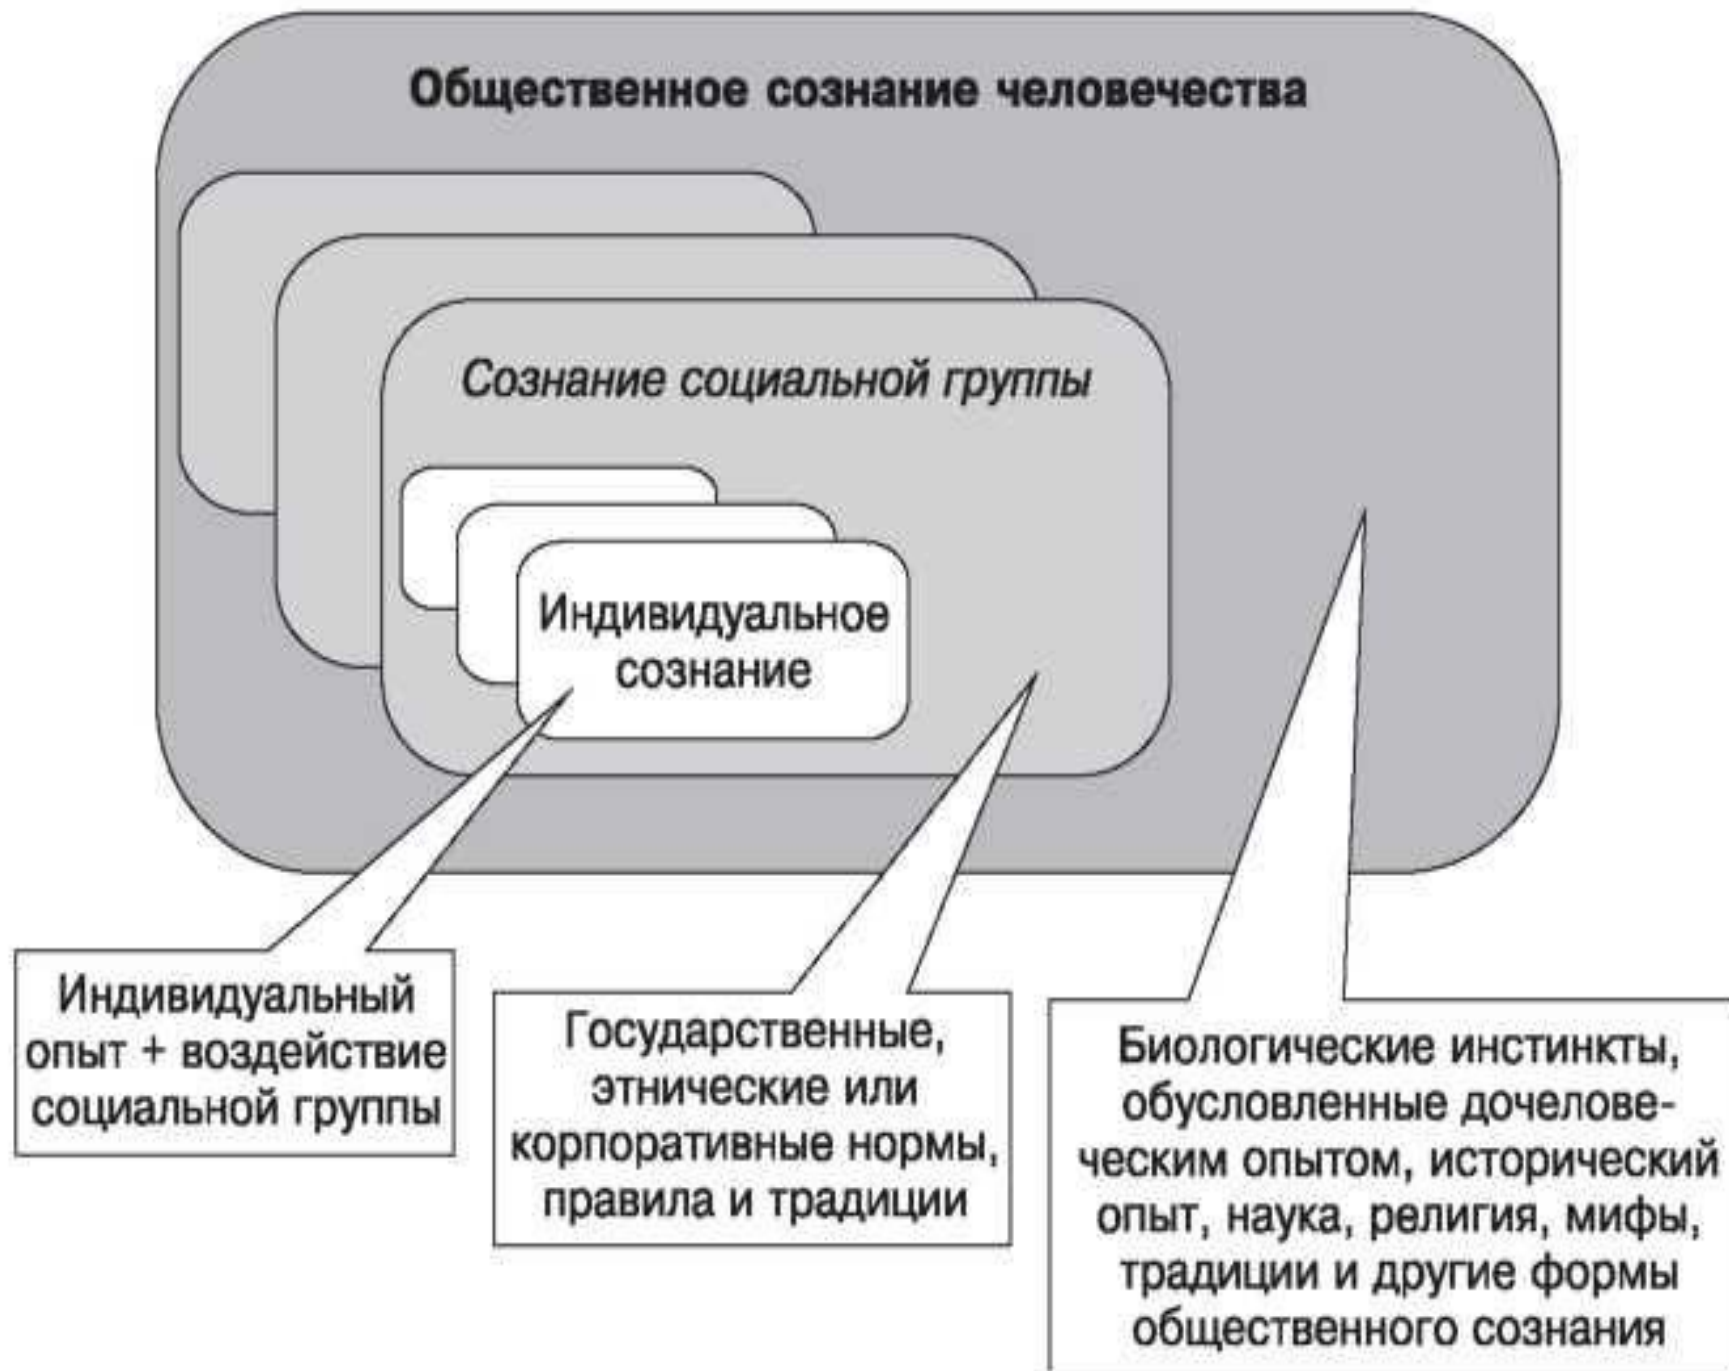 Общественное сознание человечества
Сознание социальной группы
Индивидуальное
сознание
Индивидуальный
опыт + воздействие
социальной группы
Государственные,
этнические или
корпоративные нормы,
правила и традиции
Биологические инстинкты,
обусловленные дочелове-
ческим опытом, исторический
опыт, наука, религия, мифы,
традиции и другие формы
общественного сознания